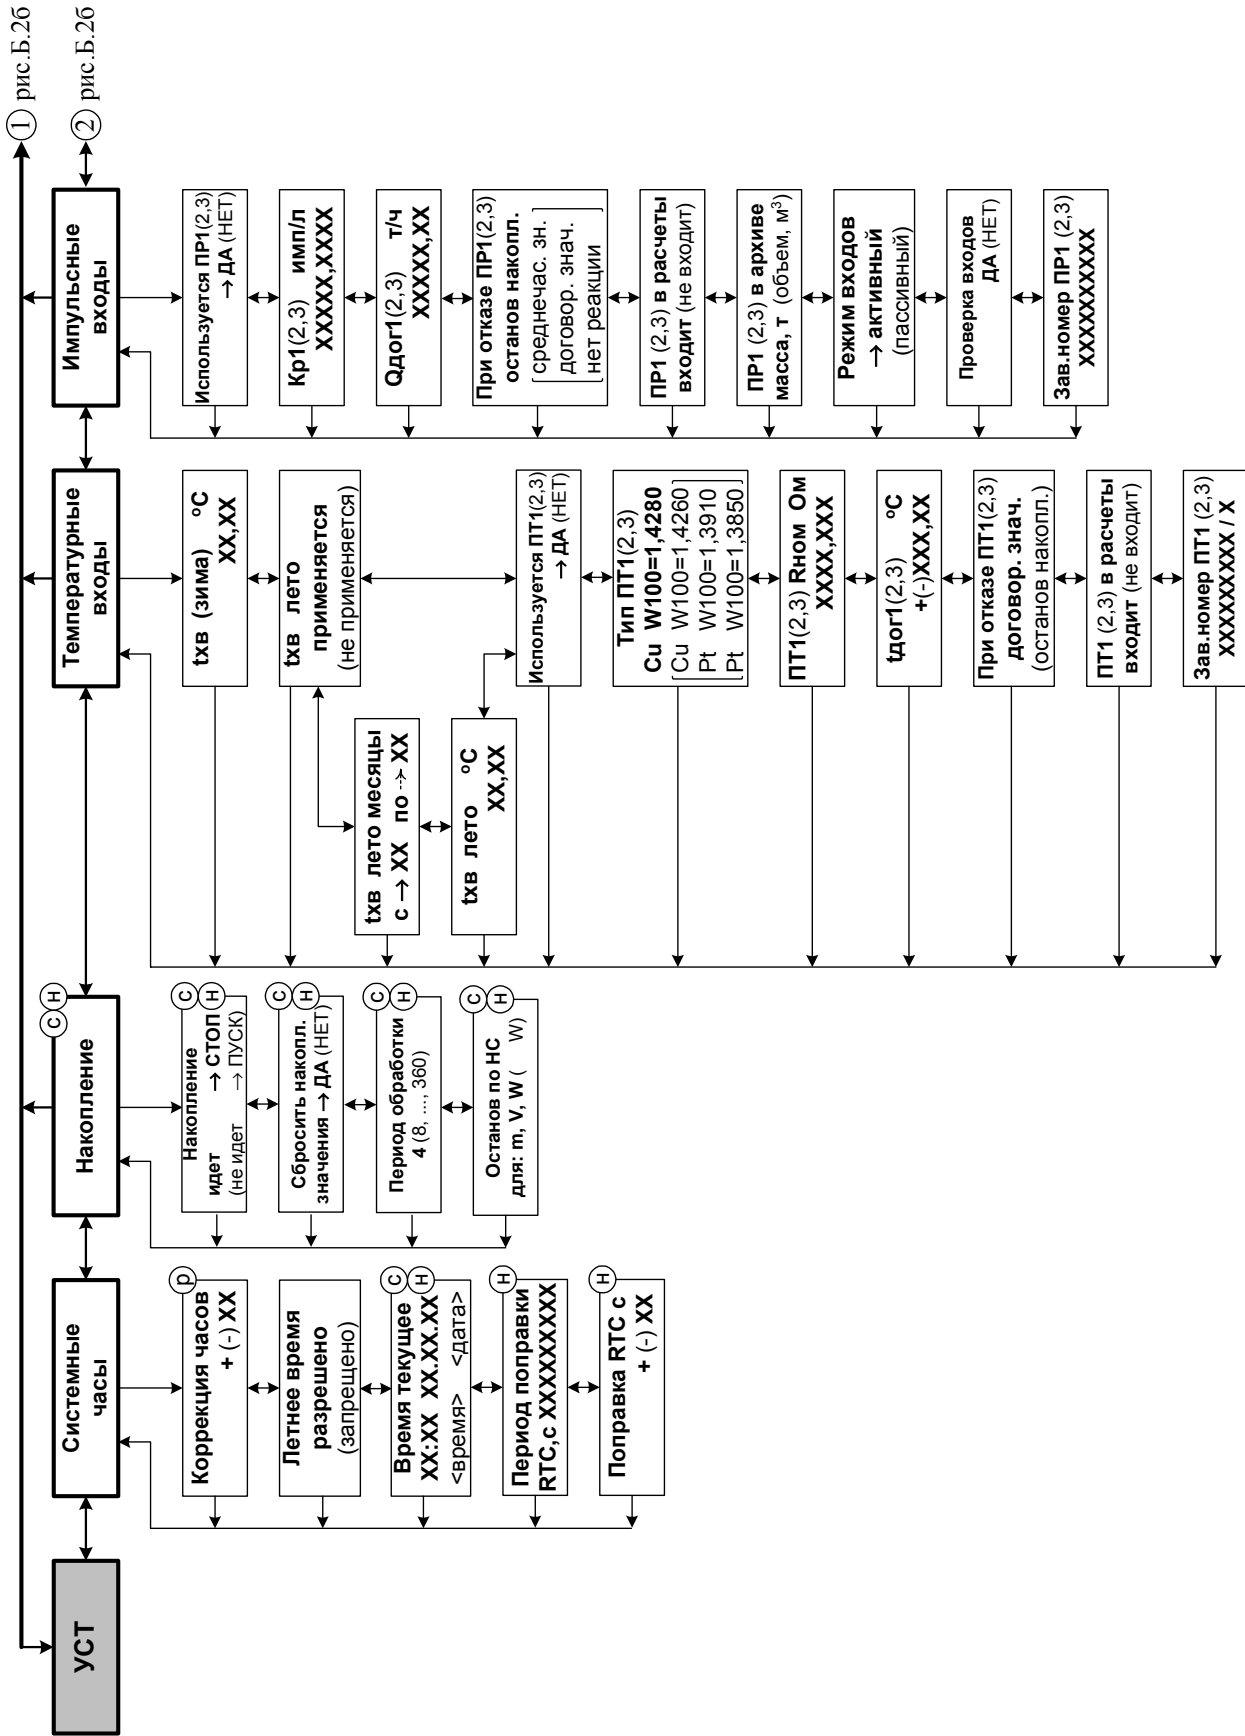 УСТ
Системные
часы
Коррекция часов
+ (-) XX
р
Летнее время
разрешено
(запрещено)
Время текущее
XX:XX XX.XX.XX
<время> <дата>
С
Н
Период поправки
RTC,с XXXXXXXX
Н
Поправка RTC с
+ (-) XX
Н
Накопление
С
Н
Накопление
идет → СТОП
(не идет → ПУСК)
С
Н
Сбросить накопл.
значения → ДА (НЕТ)
С
Н
Период обработки
4 (8, ..., 360)
С
Н
Останов по НС
для: m, V, W ( W)
С
Н
Температурные
входы
tхв (зима) ºС
XX,XX
tхв лето
применяется
(не применяется)
tхв лето месяцы
с → XX по --> XX
tхв лето ºС
XX,XX
Используется ПТ1(2,3)
→ ДА (НЕТ)
Тип ПТ1(2,3)
Cu W100=1,4280
Cu W100=1,4260
Pt W100=1,3910
Pt W100=1,3850
ПТ1(2,3) Rном Ом
XXXX,XXX
tдог1(2,3) ºС
+(-)XXX,XX
При отказе ПТ1(2,3)
договор. знач.
(останов накопл.)
ПТ1 (2,3) в расчеты
входит (не входит)
Зав.номер ПТ1 (2,3)
XXXXXXXXX / X
Импульсные
входы
Используется ПР1(2,3)
→ ДА (НЕТ)
Кр1(2,3) имп/л
XXXXX,XXXX
Qдог1(2,3) т/ч
XXXXX,XX
При отказе ПР1(2,3)
останов накопл.
среднечас. зн.
договор. знач.
нет реакции
ПР1 (2,3) в расчеты
входит (не входит)
ПР1 (2,3) в архиве
масса, т (объем, м³)
Режим входов
→ активный
(пассивный)
Проверка входов
ДА (НЕТ)
Зав.номер ПР1 (2,3)
XXXXXXXXXX
1 рис.Б.2б
2 рис.Б.2б